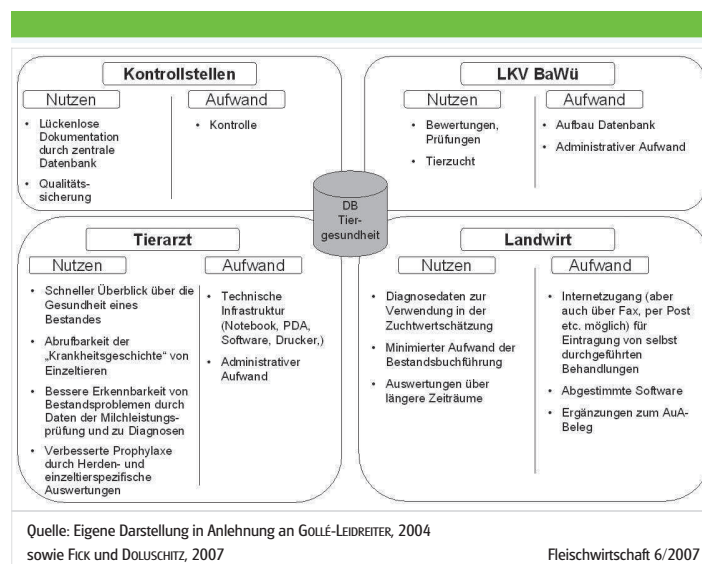 Kontrollstellen
Nutzen
Aufwand
• Lückenlose
Dokumentation
durch zentrale
Datenbank
• Qualitäts-
sicherung
• Kontrolle
LKV BaWü
Nutzen
Aufwand
• Bewertungen,
Prüfungen
• Tierzucht
• Aufbau Datenbank
• Administrativer Aufwand
DB
Tier-
gesundheit
Tierarzt
Nutzen
Aufwand
• Schneller Überblick über die
Gesundheit eines
Bestandes
• Abrufbarkeit der
„Krankheitsgeschichte“ von
Einzeltieren
• Bessere Erkennbarkeit von
Bestandsproblemen durch
Daten der Milchleistungs-
prüfung und zu Diagnosen
• Verbesserte Prophylaxe
durch Herden- und
einzeltierspezifische
Auswertungen
• Technische
Infrastruktur
(Notebook, PDA,
Software, Drucker,)
• Administrativer
Aufwand
Landwirt
Nutzen
Aufwand
• Diagnosedaten zur
Verwendung in der
Zuchtwertschätzung
• Minimierter Aufwand der
Bestandsbuchführung
• Auswertungen über
längere Zeiträume
• Internetzugang (aber
auch über Fax, per Post
etc. möglich) für
Eintragung von selbst
durchgeführten
Behandlungen
• Abgestimmte Software
• Ergänzungen zum AuA-
Beleg
Quelle: Eigene Darstellung in Anlehnung an GOLLÉ-LEIDREITER, 2004
sowie FICK und DOLUSCHITZ, 2007
Fleischwirtschaft 6/2007